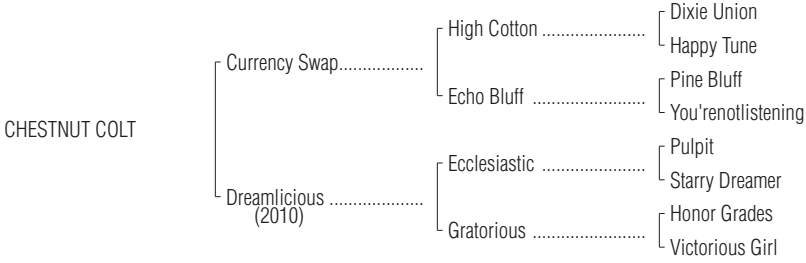 Dixie Union
High Cotton ......................
Happy Tune
Currency Swap..................
Pine Bluff
Echo Bluff ........................
You'renotlistening
CHESTNUT COLT
Pulpit
Ecclesiastic ......................
Starry Dreamer
Dreamlicious ....................
(2010)
Honor Grades
Gratorious ........................
Victorious Girl